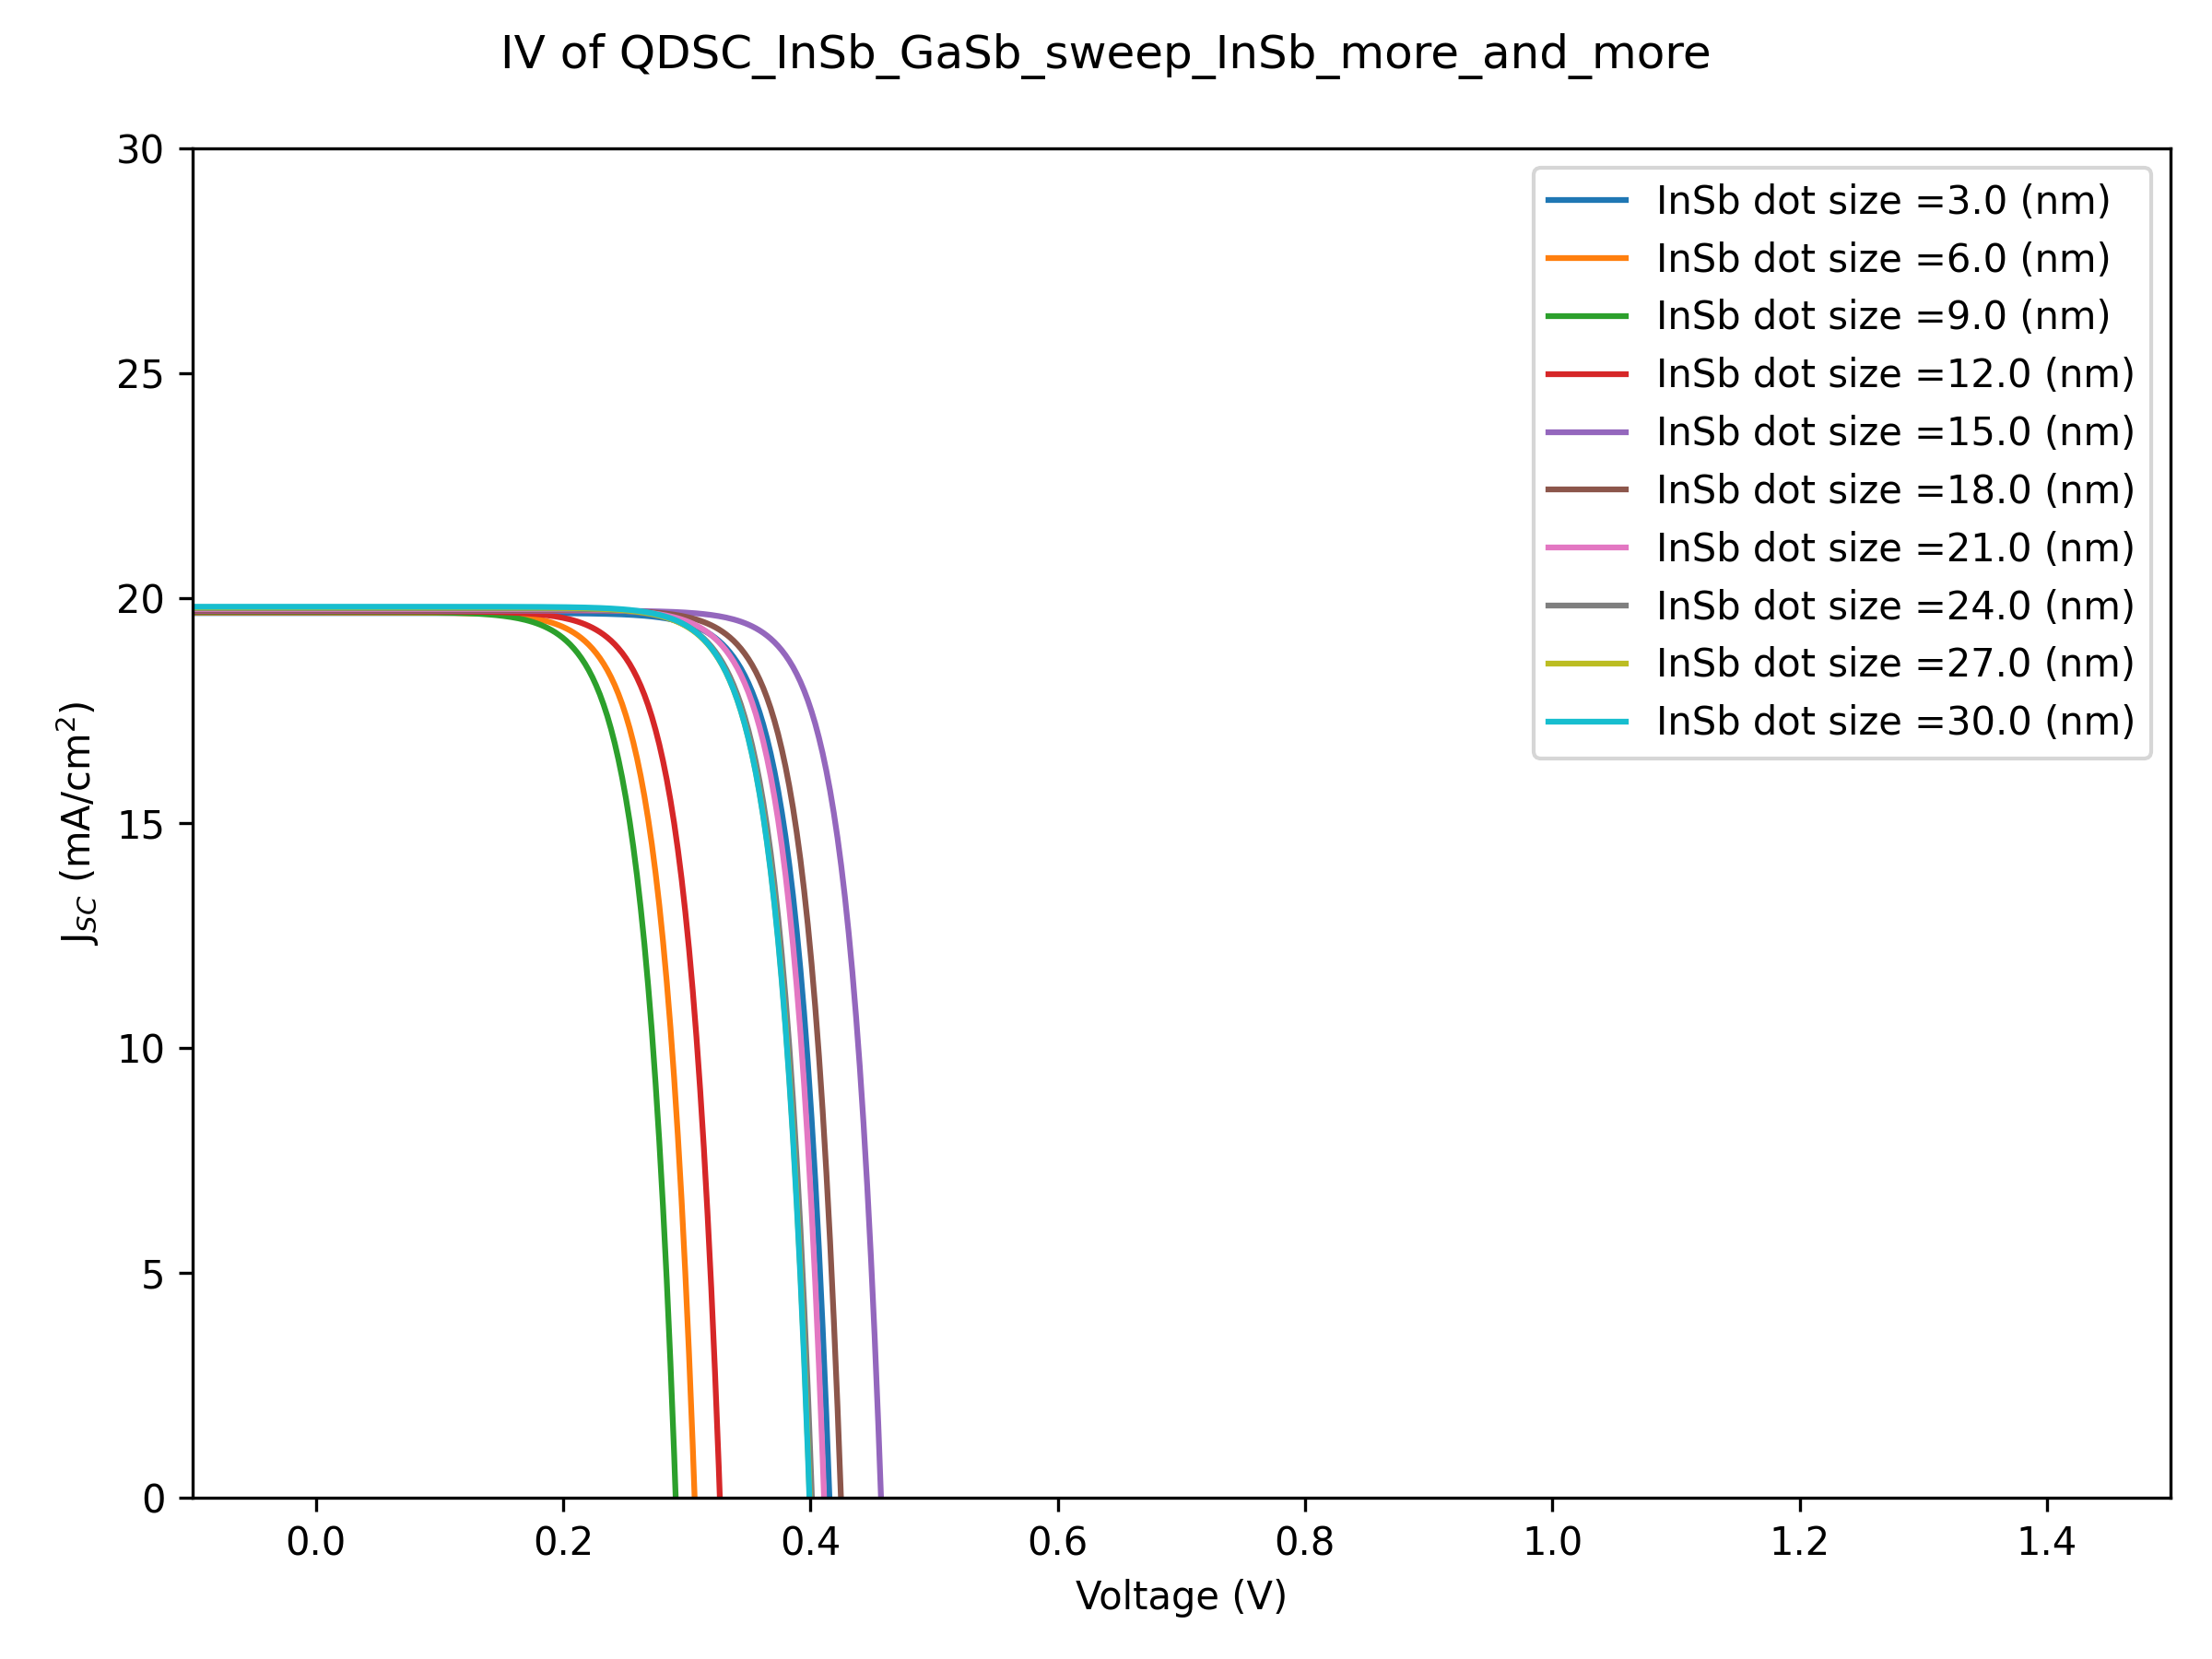 IV of QDSC_InSb_GaSb_sweep_InSb_more_and_more
30
25
20
15
10
5
0
J_SC (mA/cm²)
InSb dot size =3.0 (nm)
InSb dot size =6.0 (nm)
InSb dot size =9.0 (nm)
InSb dot size =12.0 (nm)
InSb dot size =15.0 (nm)
InSb dot size =18.0 (nm)
InSb dot size =21.0 (nm)
InSb dot size =24.0 (nm)
InSb dot size =27.0 (nm)
InSb dot size =30.0 (nm)
0.0 0.2 0.4 0.6 0.8 1.0 1.2 1.4
Voltage (V)